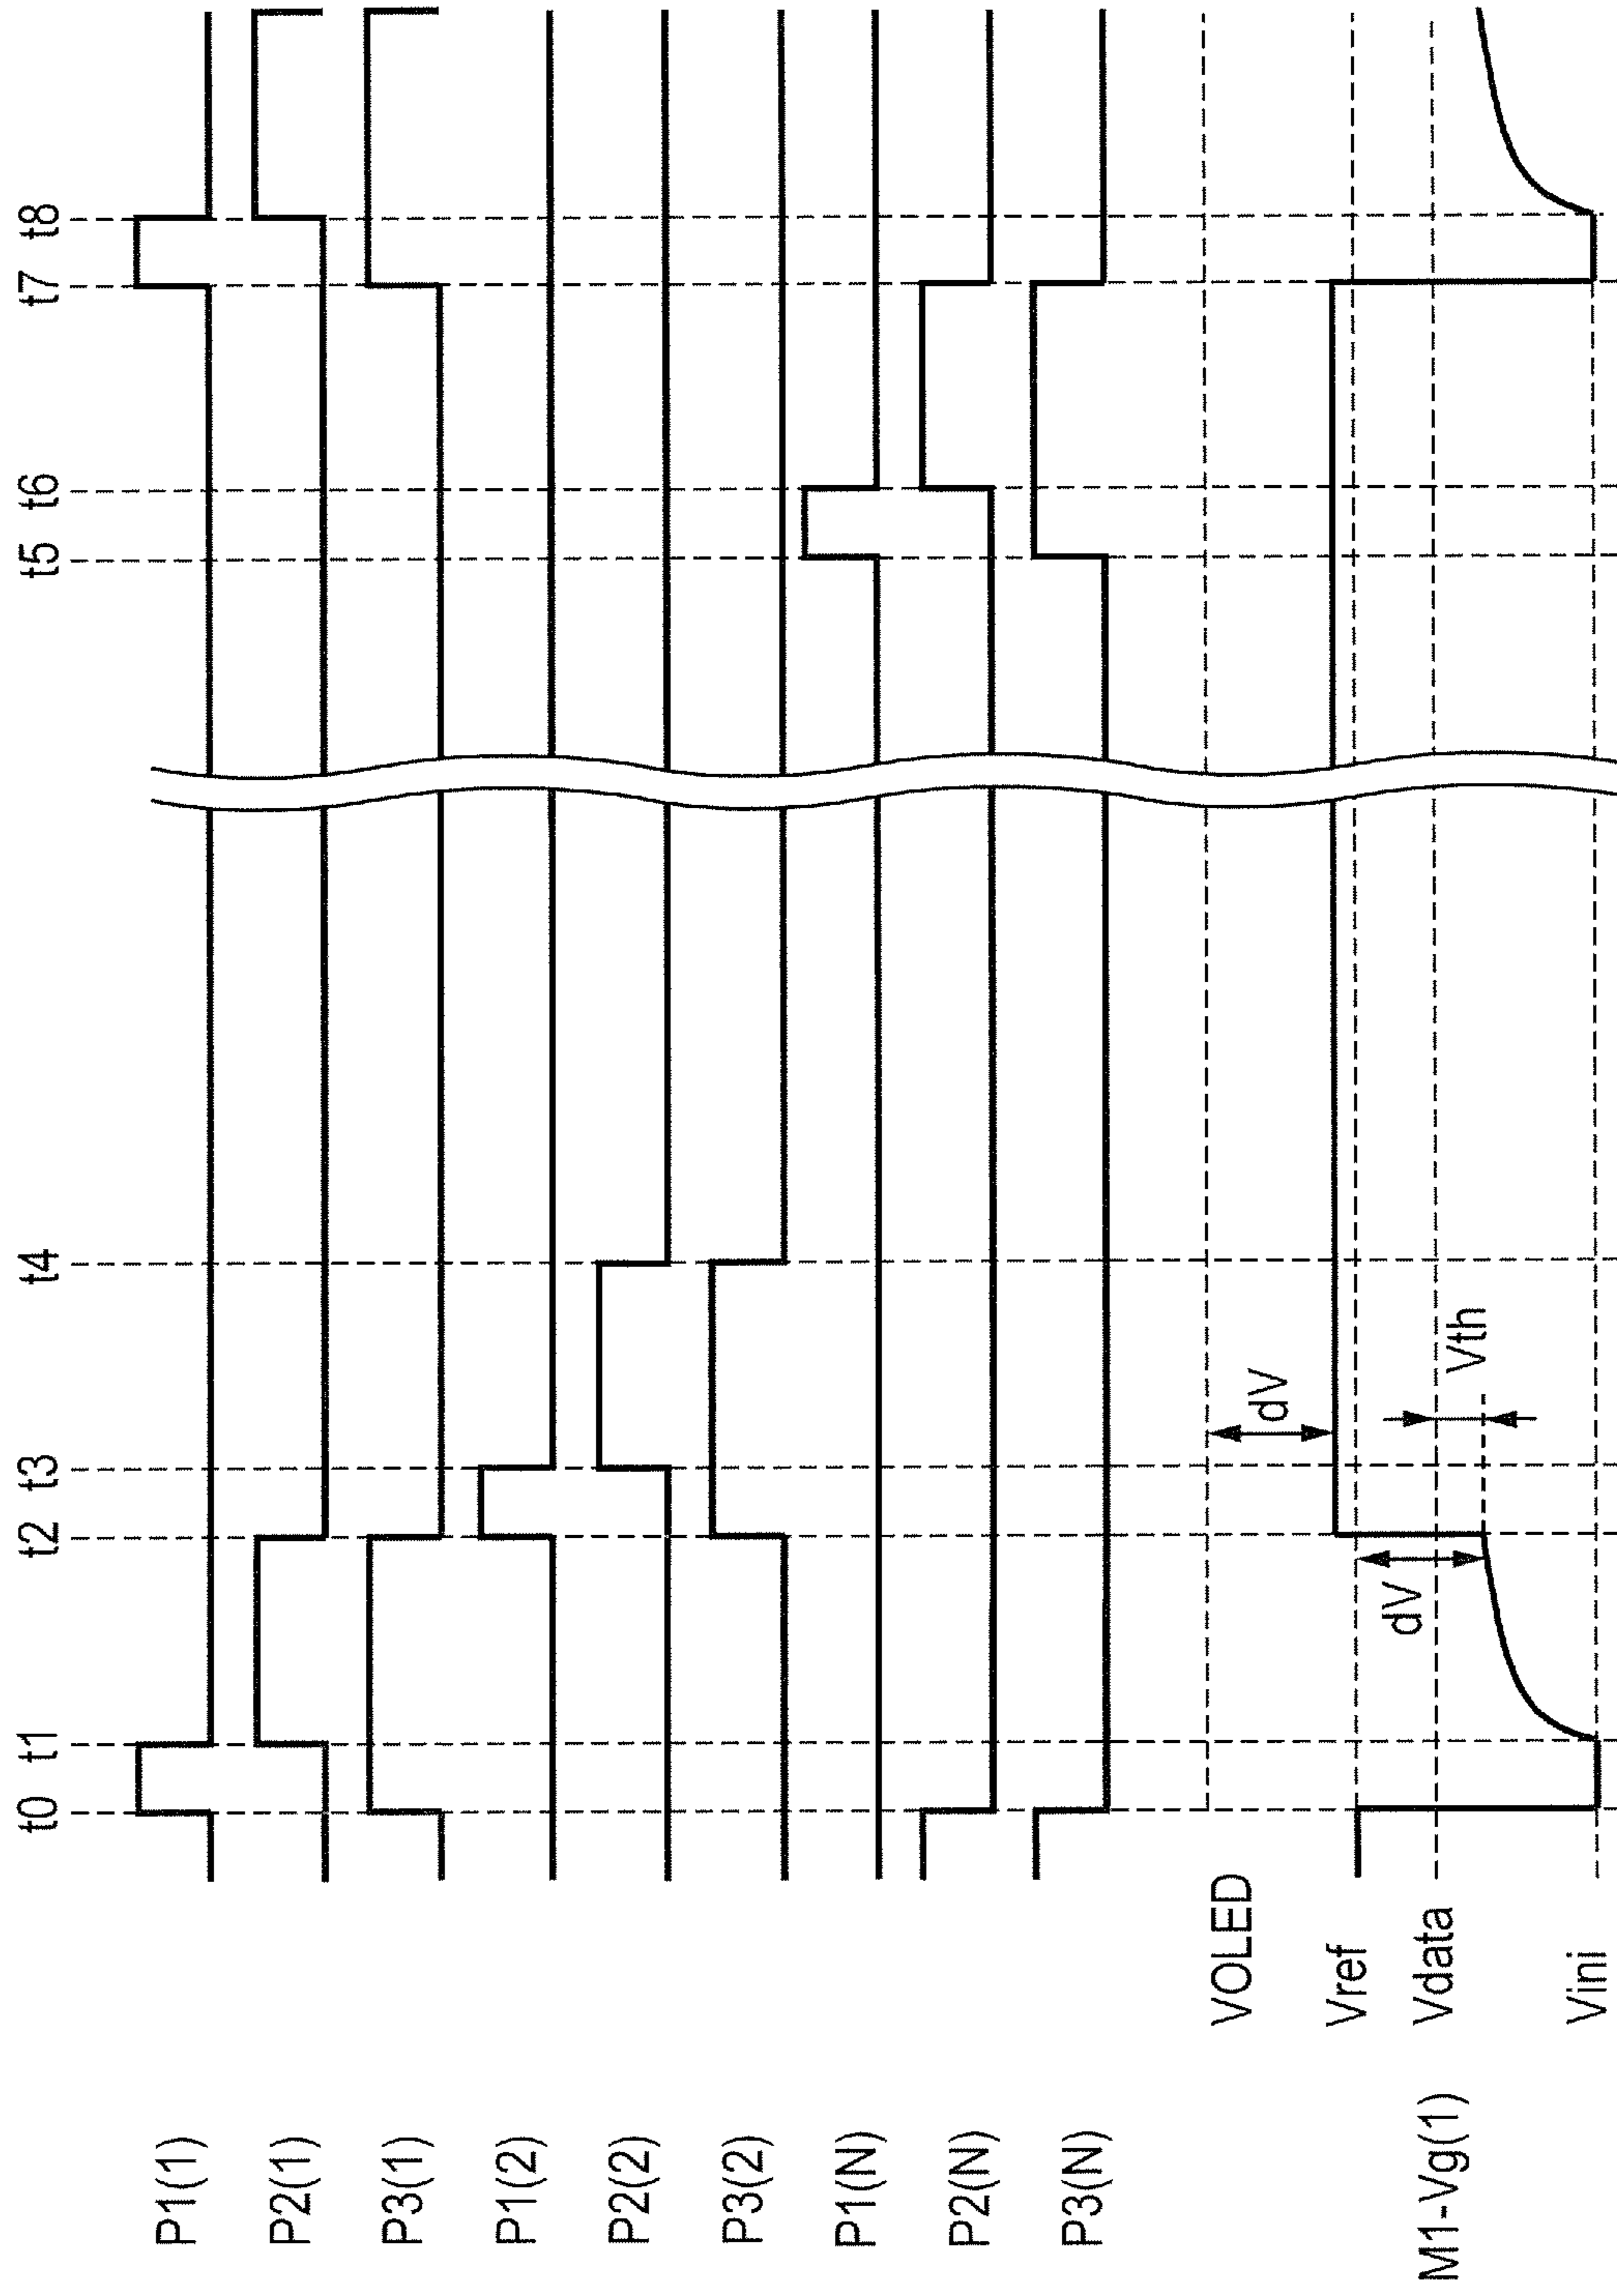 t0 t1 t2 t3 t4 t5 t6 t7 t8
P1(1)
P2(1)
P3(1)
P1(2)
P2(2)
P3(2)
P1(N)
P2(N)
P3(N)
VOLED
dV
Vref
dV
Vdata
Vth
M1-Vg(1)
Vini